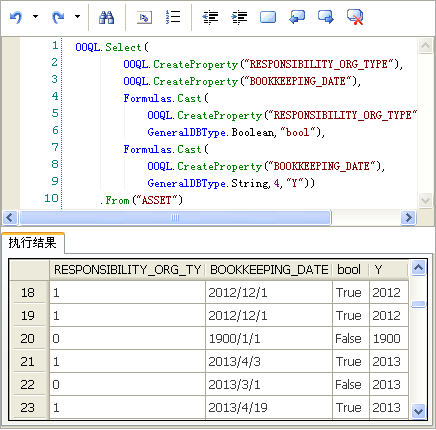 1 OOQL.Select(
2 OOQL.CreateProperty("RESPONSIBILITY_ORG_TYPE"),
3 OOQL.CreateProperty("BOOKKEEPING_DATE"),
4 Formulas.Cast(
5 OOQL.CreateProperty("RESPONSIBILITY_ORG_TYPE"
6 GeneralDBType.Boolean,"bool"),
7 Formulas.Cast(
8 OOQL.CreateProperty("BOOKKEEPING_DATE"),
9 GeneralDBType.String,4,"Y"))
10 .From("ASSET")
执行结果
RESPONSIBILITY_ORG_TY BOOKKEEPING_DATE bool Y
18 1 2012/12/1 True 2012
19 1 2012/12/1 True 2012
20 0 1900/1/1 False 1900
21 1 2013/4/3 True 2013
22 0 2013/3/1 False 2013
23 1 2013/4/19 True 2013